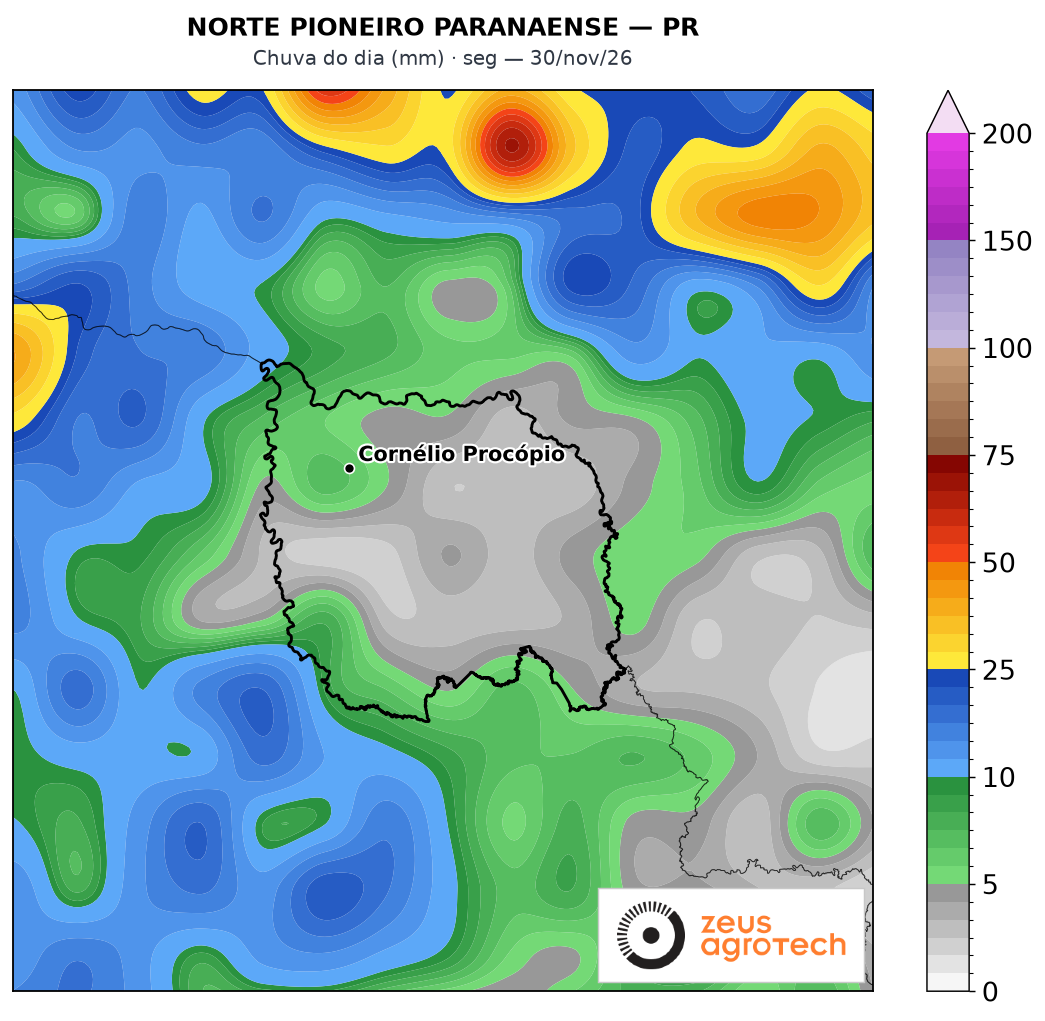 NORTE PIONEIRO PARANAENSE — PR
Chuva do dia (mm) · seg — 30/nov/26
Cornélio Procópio
200
150
100
75
50
25
10
5
0
zeus
agrotech